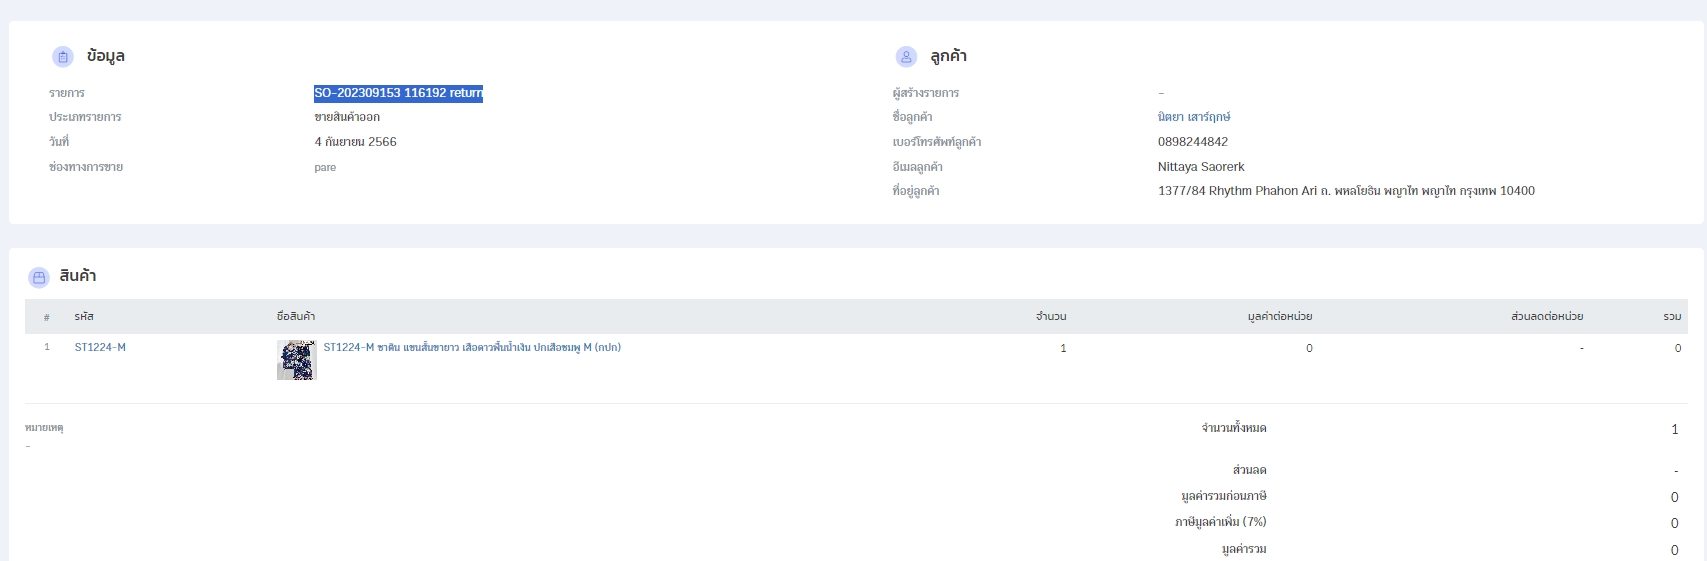 ข้อมูล
รายการ SO-202309153 116192 return
ประเภทรายการ ขายสินค้าออก
วันที่ 4 กันยายน 2566
ช่องทางการขาย pare
ลูกค้า
ผู้สร้างรายการ -
ชื่อลูกค้า นิตยา เสาร์ฤกษ์
เบอร์โทรศัพท์ลูกค้า 0898244842
อีเมลลูกค้า Nittaya Saorerk
ที่อยู่ลูกค้า 1377/84 Rhythm Phahon Ari ถ. พหลโยธิน พญาไท พญาไท กรุงเทพ 10400
สินค้า
# รหัส ชื่อสินค้า จำนวน มูลค่าต่อหน่วย ส่วนลดต่อหน่วย รวม
1 ST1224-M ST1224-M ซาติน แขนสั้นขายาว เสือดาวพื้นน้ำเงิน ปกเสือชมพู M (กปก) 1 0 - 0
หมายเหตุ
-
จำนวนทั้งหมด 1
ส่วนลด -
มูลค่ารวมก่อนภาษี 0
ภาษีมูลค่าเพิ่ม (7%) 0
มูลค่ารวม 0